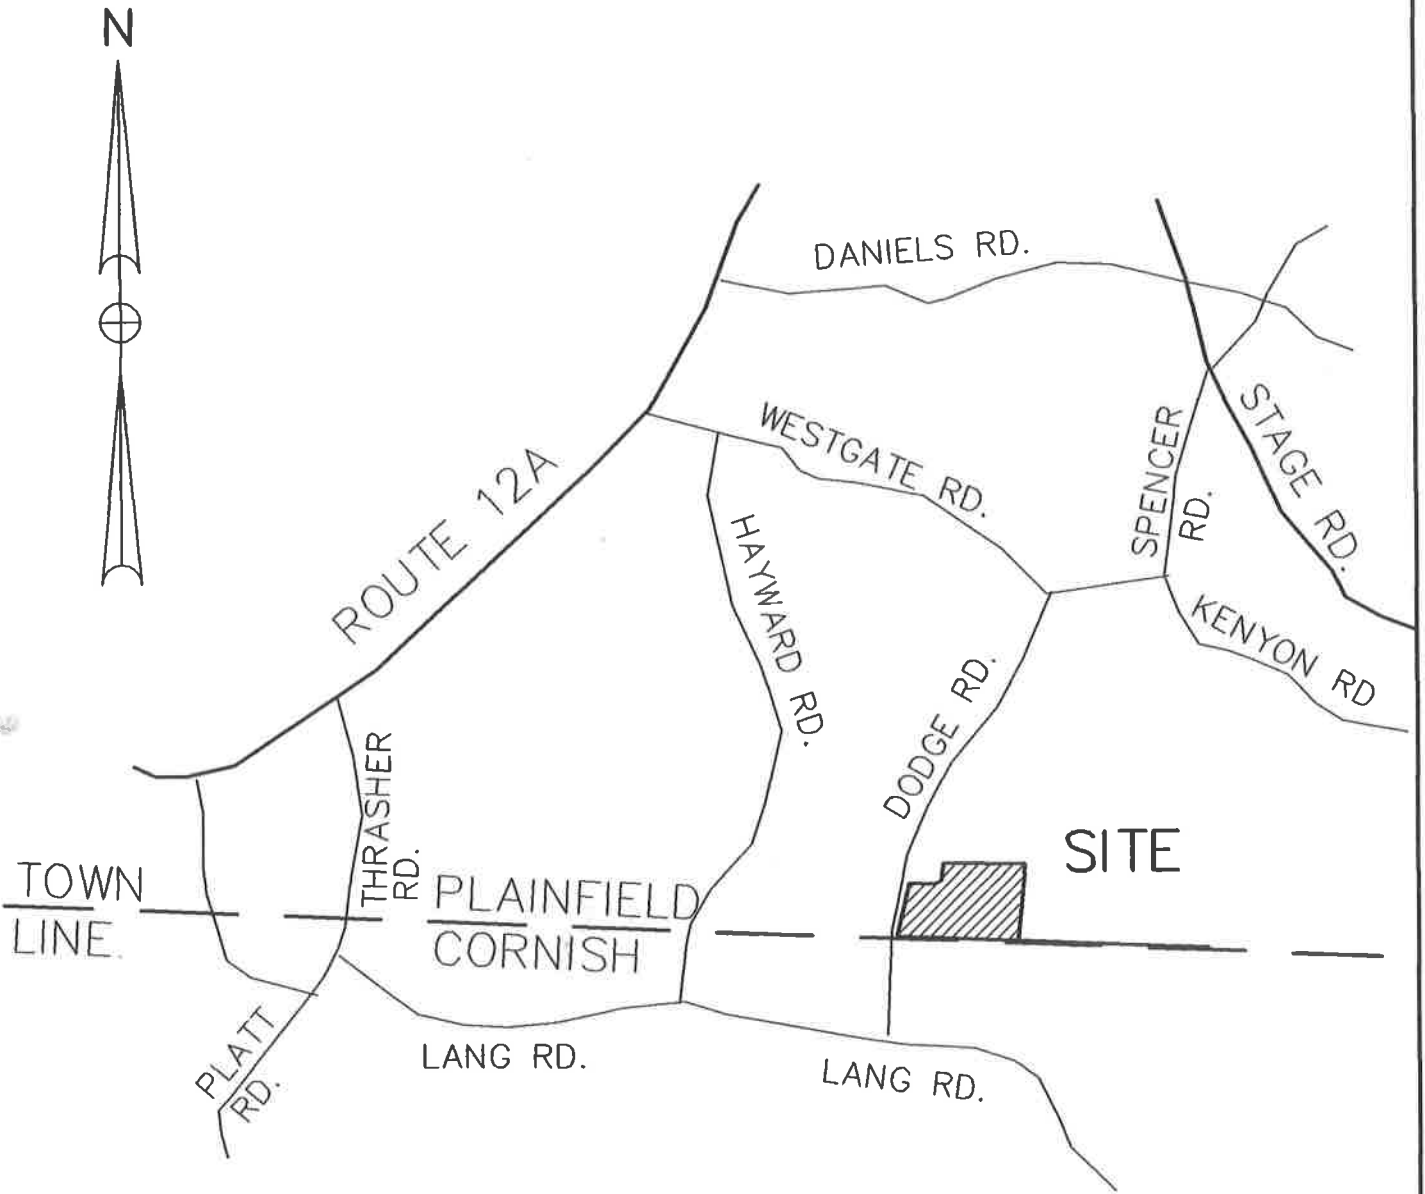 N
DANIELS RD.
WESTGATE RD.
SPENCER
RD.
STAGE RD.
ROUTE 12A
HAYWARD RD.
KENYON RD
DODGE RD.
THRASHER
RD.
SITE
TOWN
LINE
PLAINFIELD
CORNISH
PLATT
RD.
LANG RD.
LANG RD.